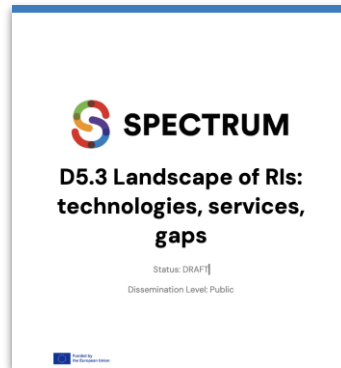 SPECTRUM
D5.3 Landscape of RIs:
technologies, services,
gaps
Status: DRAFT
Dissemination Level: Public
Funded by
the European Union